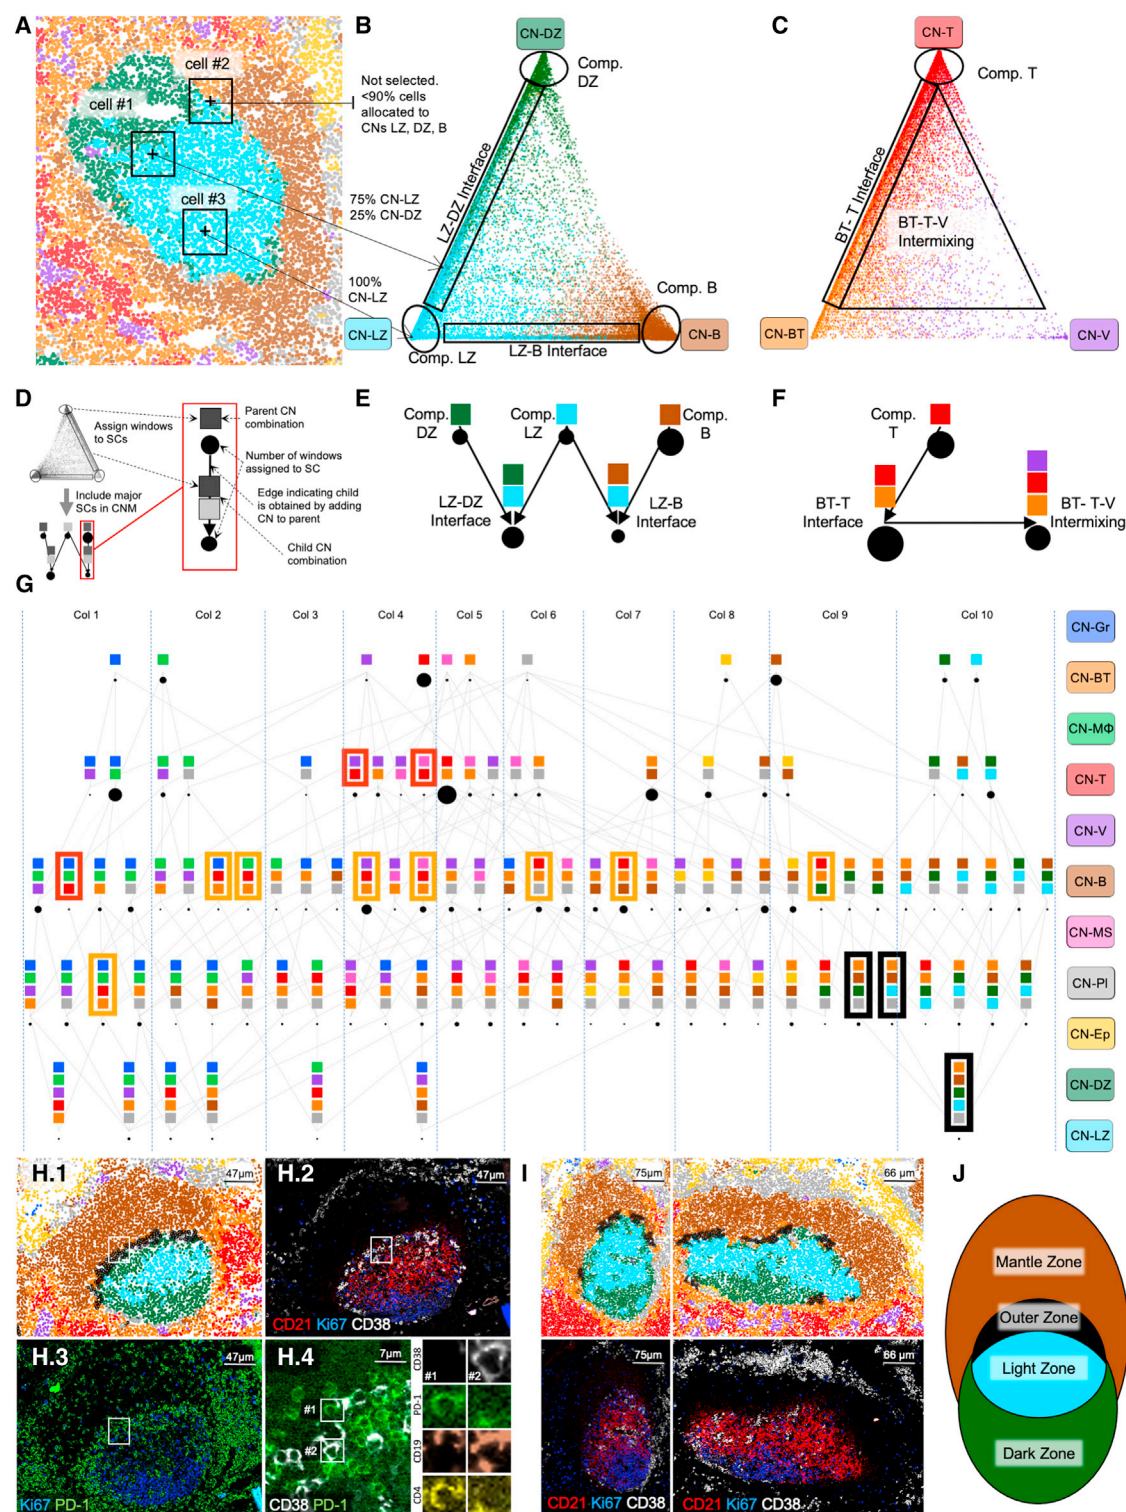 A
cell #2
cell #1
cell #3
Not selected.
<90% cells
allocated to
CNs LZ, DZ, B
75% CN-LZ
25% CN-DZ
100%
CN-LZ
B
CN-DZ
Comp.
DZ
LZ-DZ Interface
Comp. B
CN-LZ
CN-B
Comp. LZ
LZ-B Interface
C
CN-T
Comp. T
BT- T Interface
BT-T-V
Intermixing
CN-BT
CN-V
D
Assign windows
to SCs
Include major
SCs in CNM
Parent CN
combination
Number of windows
assigned to SC
Edge indicating child
is obtained by adding
CN to parent
Child CN
combination
E
Comp.
DZ
Comp.
LZ
Comp.
B
LZ-DZ
Interface
LZ-B
Interface
F
Comp.
T
BT-T
Interface
BT- T-V
Intermixing
G
Col 1
Col 2
Col 3
Col 4
Col 5
Col 6
Col 7
Col 8
Col 9
Col 10
CN-Gr
CN-BT
CN-MΦ
CN-T
CN-V
CN-B
CN-MS
CN-Pl
CN-Ep
CN-DZ
CN-LZ
H.1
47μm
H.2
47μm
CD21 Ki67 CD38
H.3
47μm
Ki67 PD-1
H.4
7μm
#1
#2
CD38 PD-1
CD38
#1
#2
PD-1
CD19
CD4
I
75μm
66 μm
75μm
66 μm
CD21 Ki67 CD38
CD21 Ki67 CD38
J
Mantle Zone
Outer Zone
Light Zone
Dark Zone